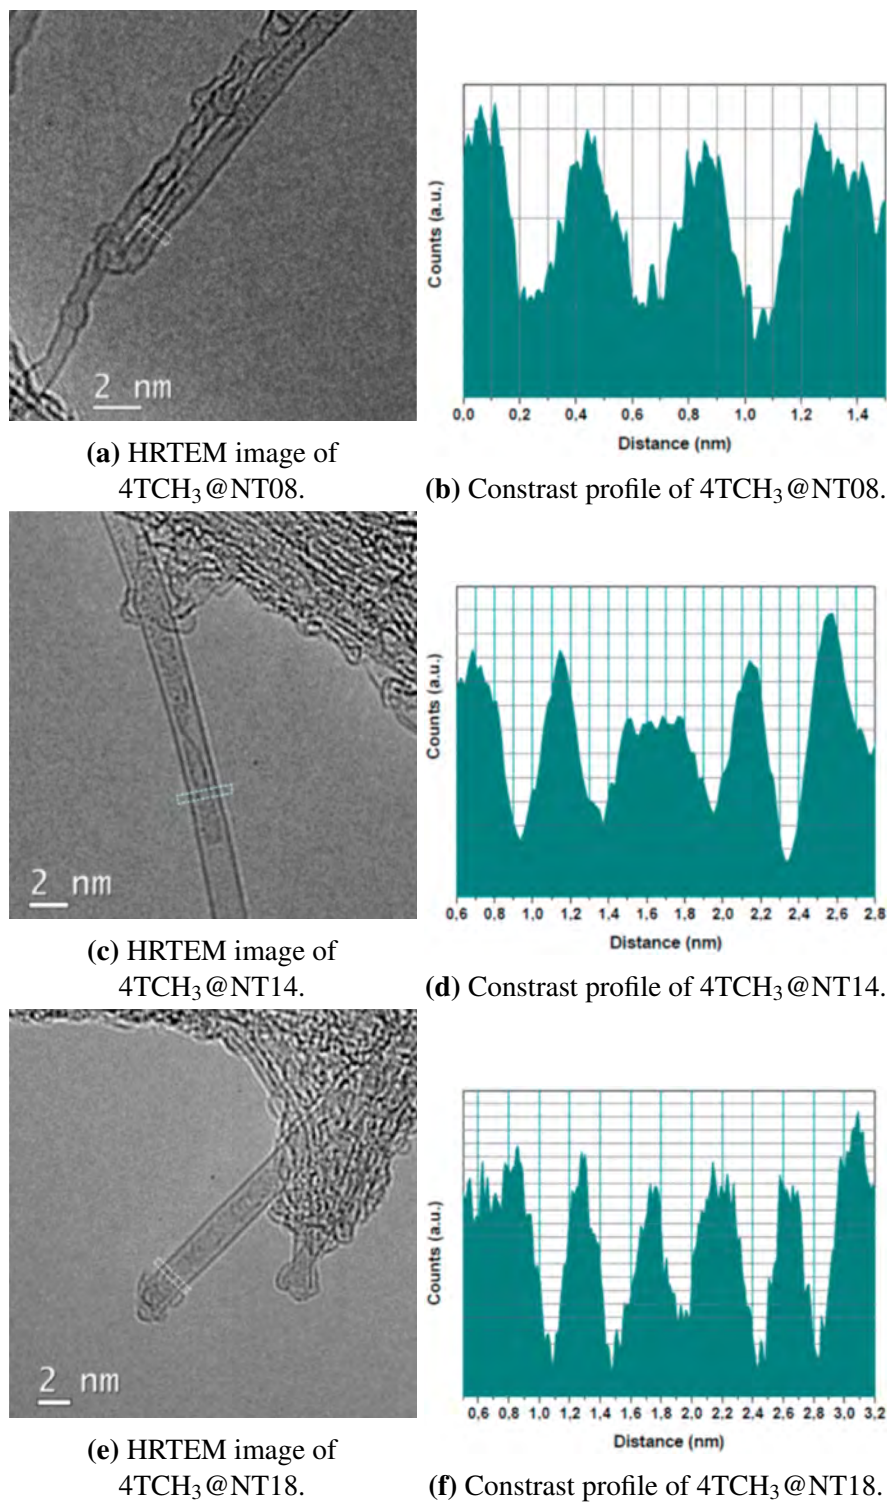 2 nm
Counts (a.u.)
0,0 0,2 0,4 0,6 0,8 1,0 1,2 1,4
Distance (nm)
(a) HRTEM image of
4TCH₃@NT08.
(b) Constrast profile of 4TCH₃@NT08.
2 nm
Counts (a.u.)
0,6 0,8 1,0 1,2 1,4 1,6 1,8 2,0 2,2 2,4 2,6 2,8
Distance (nm)
(c) HRTEM image of
4TCH₃@NT14.
(d) Constrast profile of 4TCH₃@NT14.
2 nm
Counts (a.u.)
0,6 0,8 1,0 1,2 1,4 1,6 1,8 2,0 2,2 2,4 2,6 2,8 3,0 3,2
Distance (nm)
(e) HRTEM image of
4TCH₃@NT18.
(f) Constrast profile of 4TCH₃@NT18.